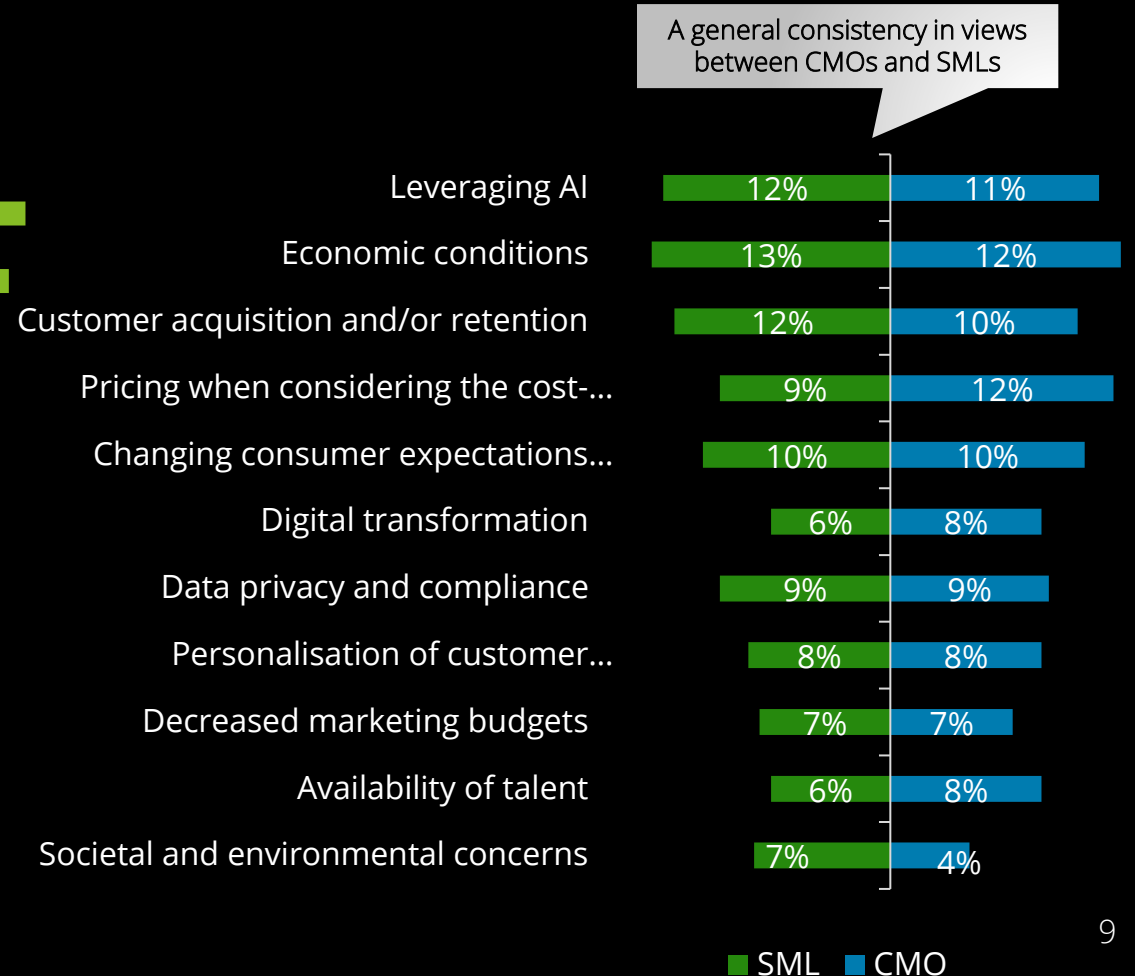 A general consistency in views
between CMOs and SMLs
Leveraging AI 12% 11%
Economic conditions 13% 12%
Customer acquisition and/or retention 12% 10%
Pricing when considering the cost-... 9% 12%
Changing consumer expectations... 10% 10%
Digital transformation 6% 8%
Data privacy and compliance 9% 9%
Personalisation of customer... 8% 8%
Decreased marketing budgets 7% 7%
Availability of talent 6% 8%
Societal and environmental concerns 7% 4%
9
SML CMO